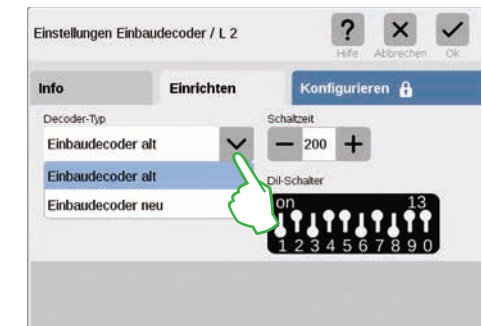 Einstellungen Einbaudecoder / L 2
?
Hilfe
Abbrechen
Ok
Info
Einrichten
Konfigurieren
Decoder-Typ
Einbaudecoder alt
Einbaudecoder alt
Einbaudecoder neu
Schaltzeit
200
Dil-Schalter
on 13
1 2 3 4 5 6 7 8 9 0